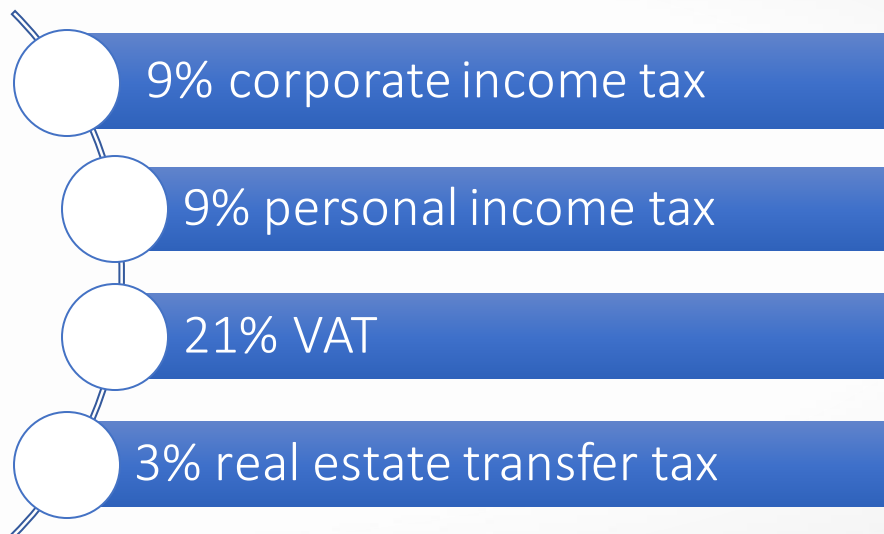 9% corporate income tax
9% personal income tax
21% VAT
3% real estate transfer tax